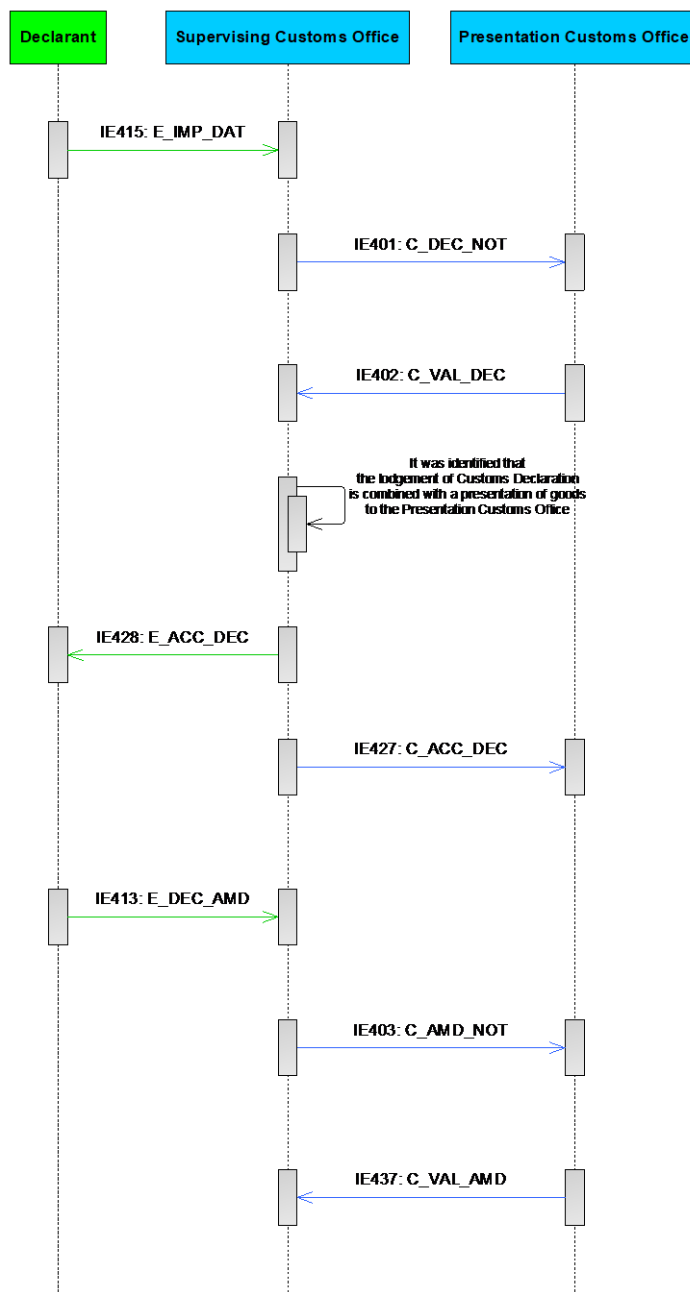 Declarant
Supervising Customs Office
Presentation Customs Office
IE415: E_IMP_DAT
IE401: C_DEC_NOT
IE402: C_VAL_DEC
It was identified that
the lodgement of Customs Declaration
is combined with a presentation of goods
to the Presentation Customs Office
IE428: E_ACC_DEC
IE427: C_ACC_DEC
IE413: E_DEC_AMD
IE403: C_AMD_NOT
IE437: C_VAL_AMD